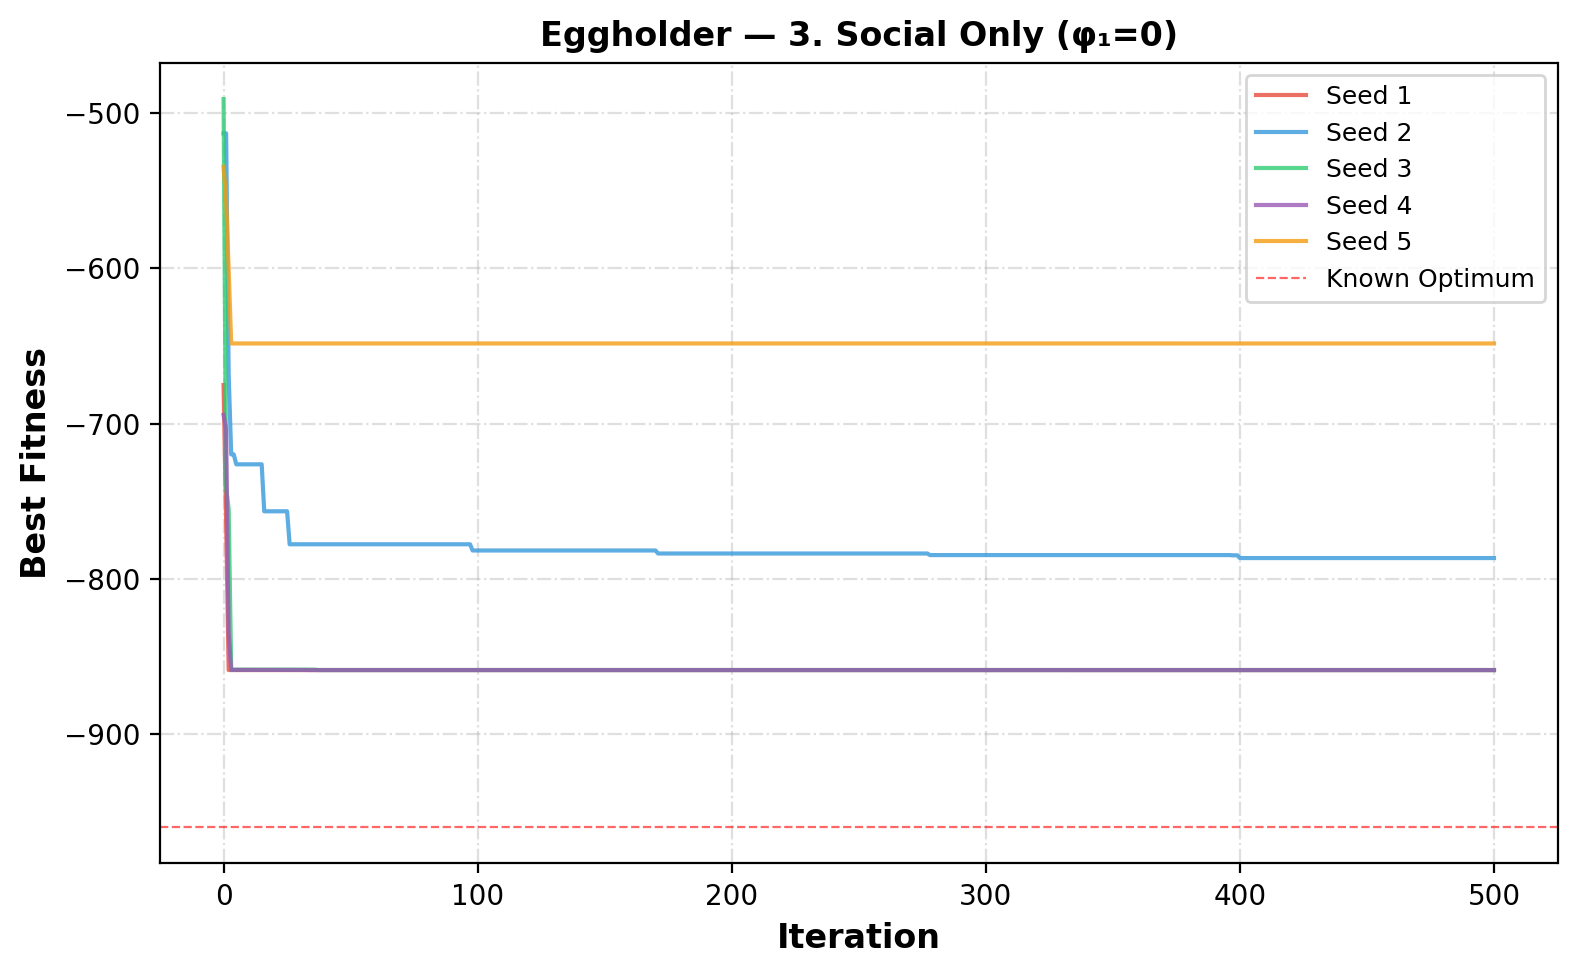 Eggholder — 3. Social Only (φ₁=0)
Seed 1
Seed 2
Seed 3
Seed 4
Seed 5
Known Optimum
Best Fitness
−500
−600
−700
−800
−900
0 100 200 300 400 500
Iteration